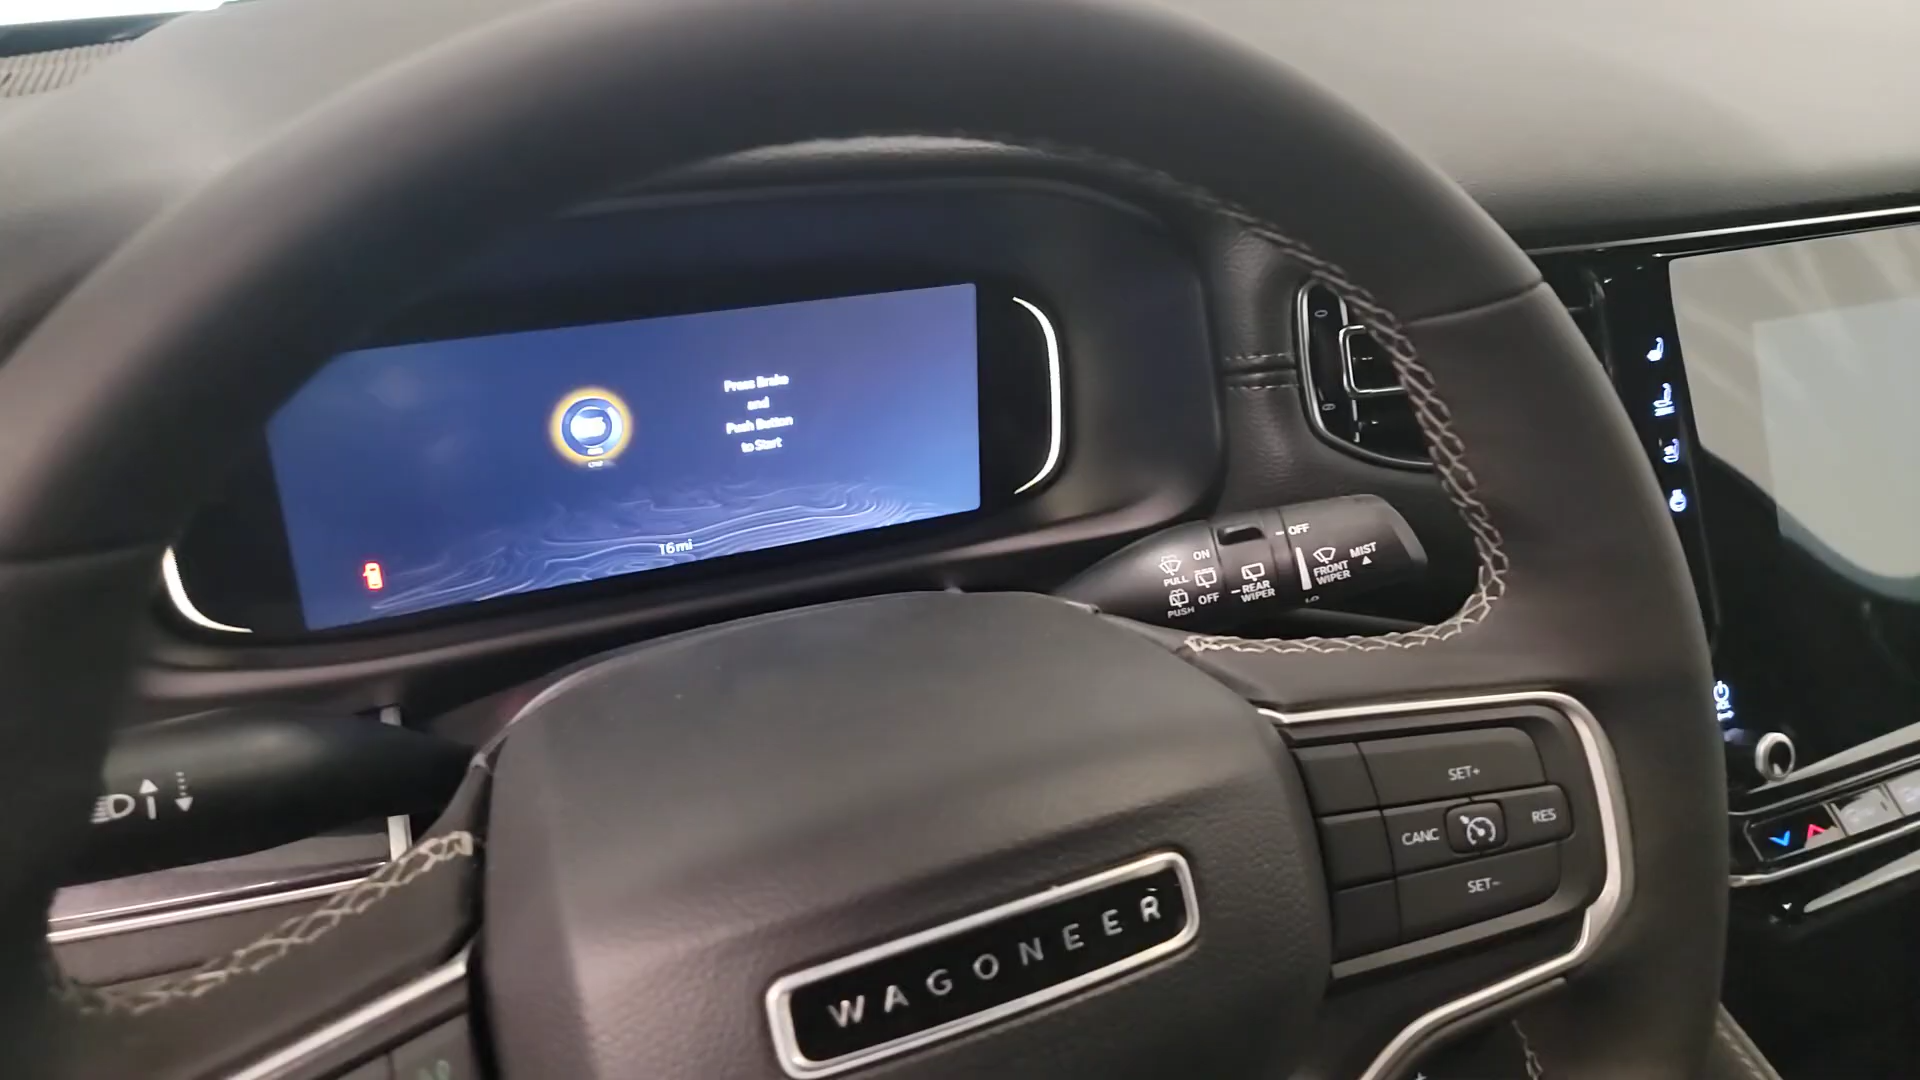 Press Brake
and
Push Button
to Start
16mi
PULL ON
PUSH OFF
REAR
WIPER
OFF
FRONT
WIPER
MIST
LO
SET+
CANC
RES
SET-
WAGONEER